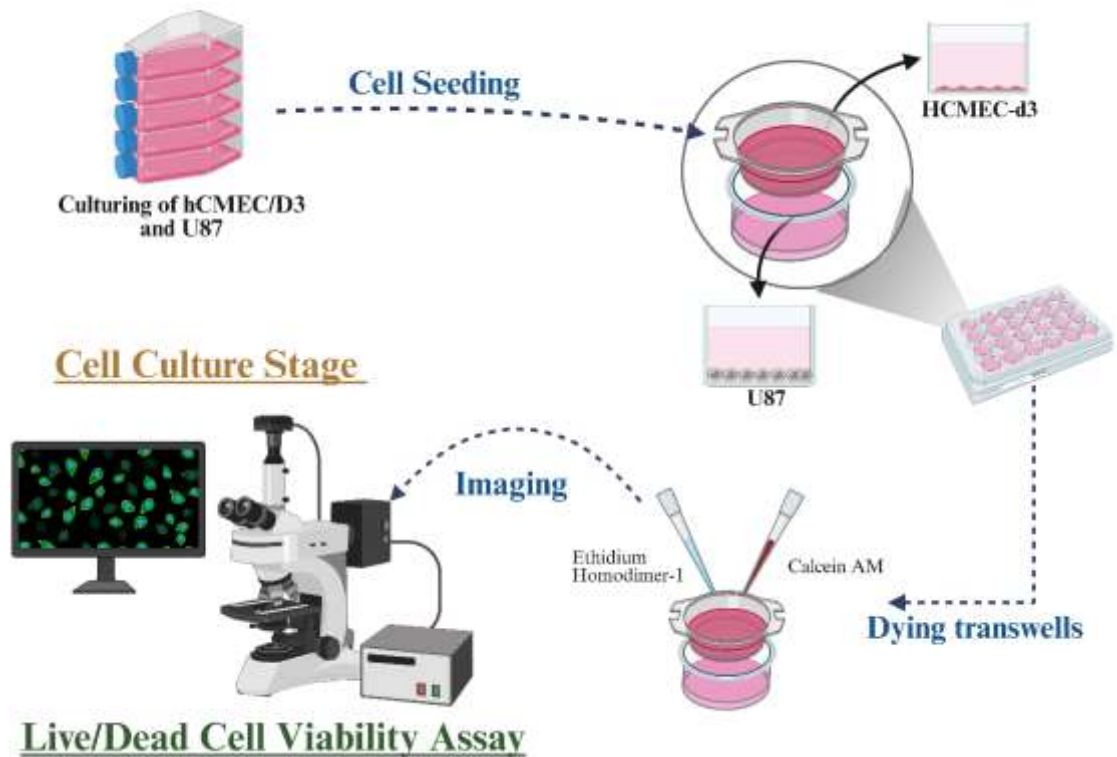 Cell Seeding
HCMEC-d3
Culturing of hCMEC/D3
and U87
U87
Cell Culture Stage
Imaging
Ethidium
Homodimer-1
Calcein AM
Dying transwells
Live/Dead Cell Viability Assay